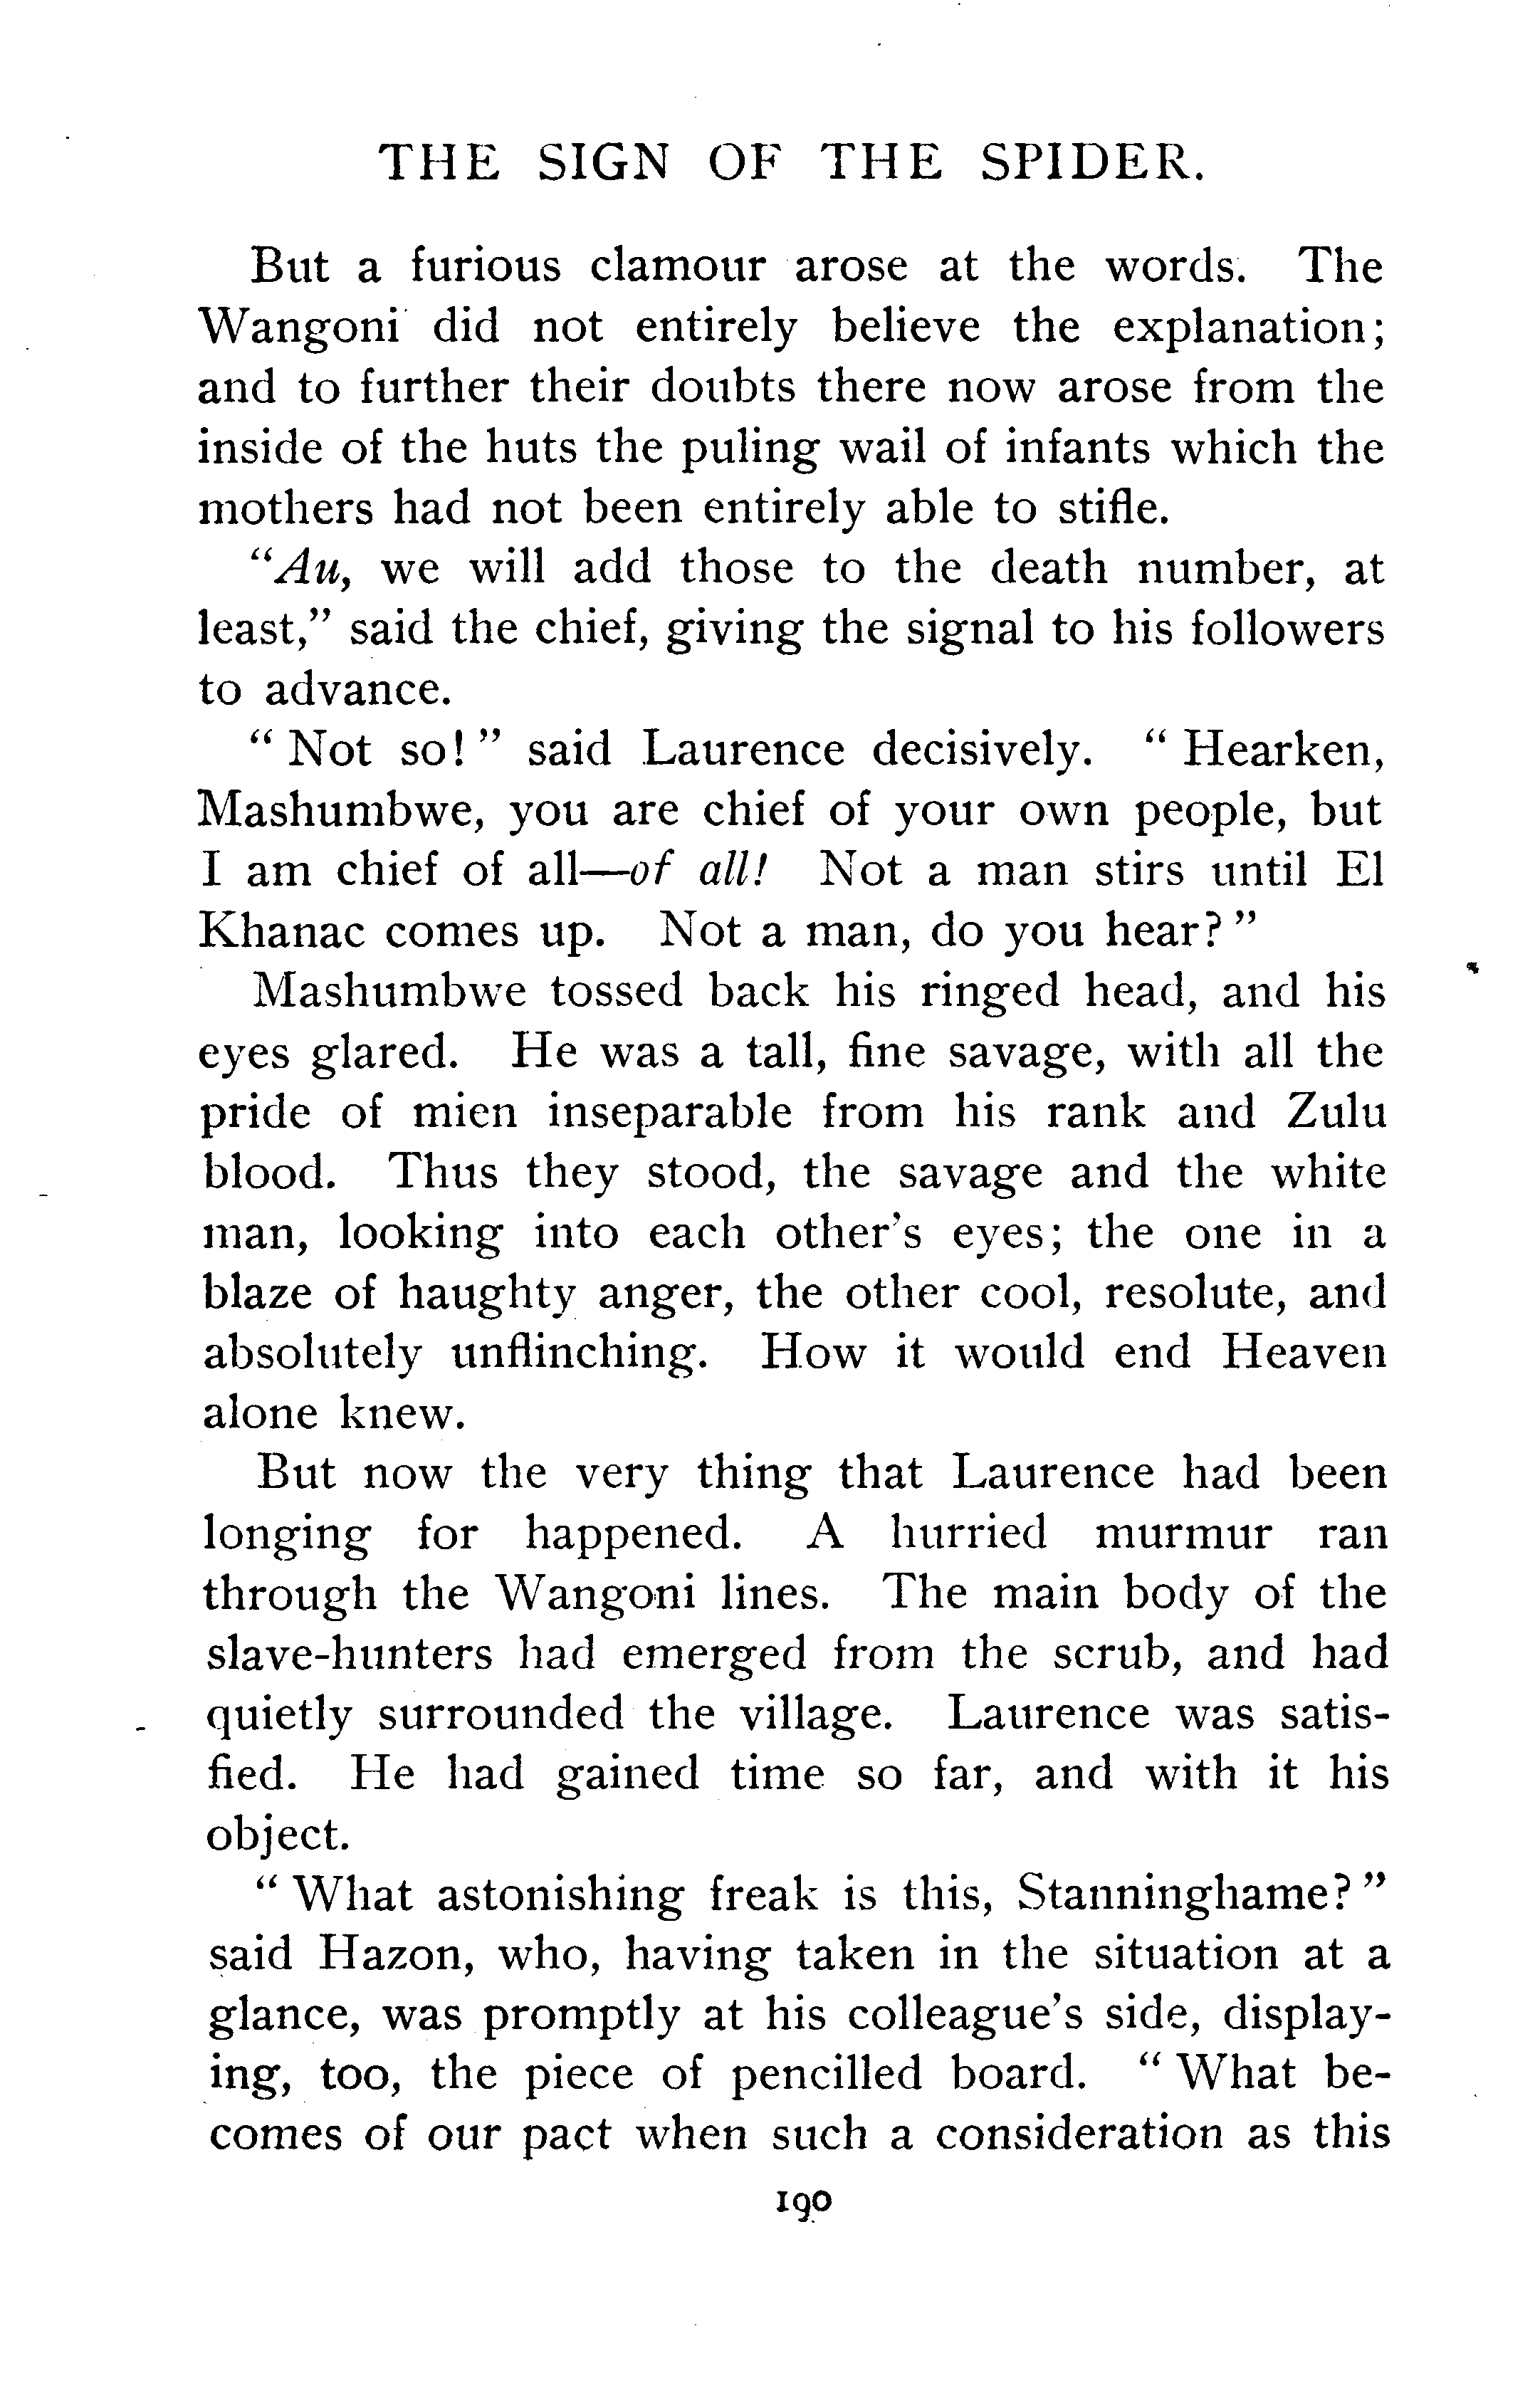 THE SIGN OF THE SPIDER.
But a furious clamour arose at the words. The
Wangoni did not entirely believe the explanation;
and to further their doubts there now arose from the
inside of the huts the puling wail of infants which the
mothers had not been entirely able to stifle.
"Au, we will add those to the death number, at
least," said the chief, giving the signal to his followers
to advance.
"Not so!" said Laurence decisively. "Hearken,
Mashumbwe, you are chief of your own people, but
I am chief of all—of all! Not a man stirs until El
Khanac comes up. Not a man, do you hear?"
Mashumbwe tossed back his ringed head, and his
eyes glared. He was a tall, fine savage, with all the
pride of mien inseparable from his rank and Zulu
blood. Thus they stood, the savage and the white
man, looking into each other's eyes; the one in a
blaze of haughty anger, the other cool, resolute, and
absolutely unflinching. How it would end Heaven
alone knew.
But now the very thing that Laurence had been
longing for happened. A hurried murmur ran
through the Wangoni lines. The main body of the
slave-hunters had emerged from the scrub, and had
quietly surrounded the village. Laurence was satis-
fied. He had gained time so far, and with it his
object.
"What astonishing freak is this, Stanninghame?"
said Hazon, who, having taken in the situation at a
glance, was promptly at his colleague's side, display-
ing, too, the piece of pencilled board. "What be-
comes of our pact when such a consideration as this
190